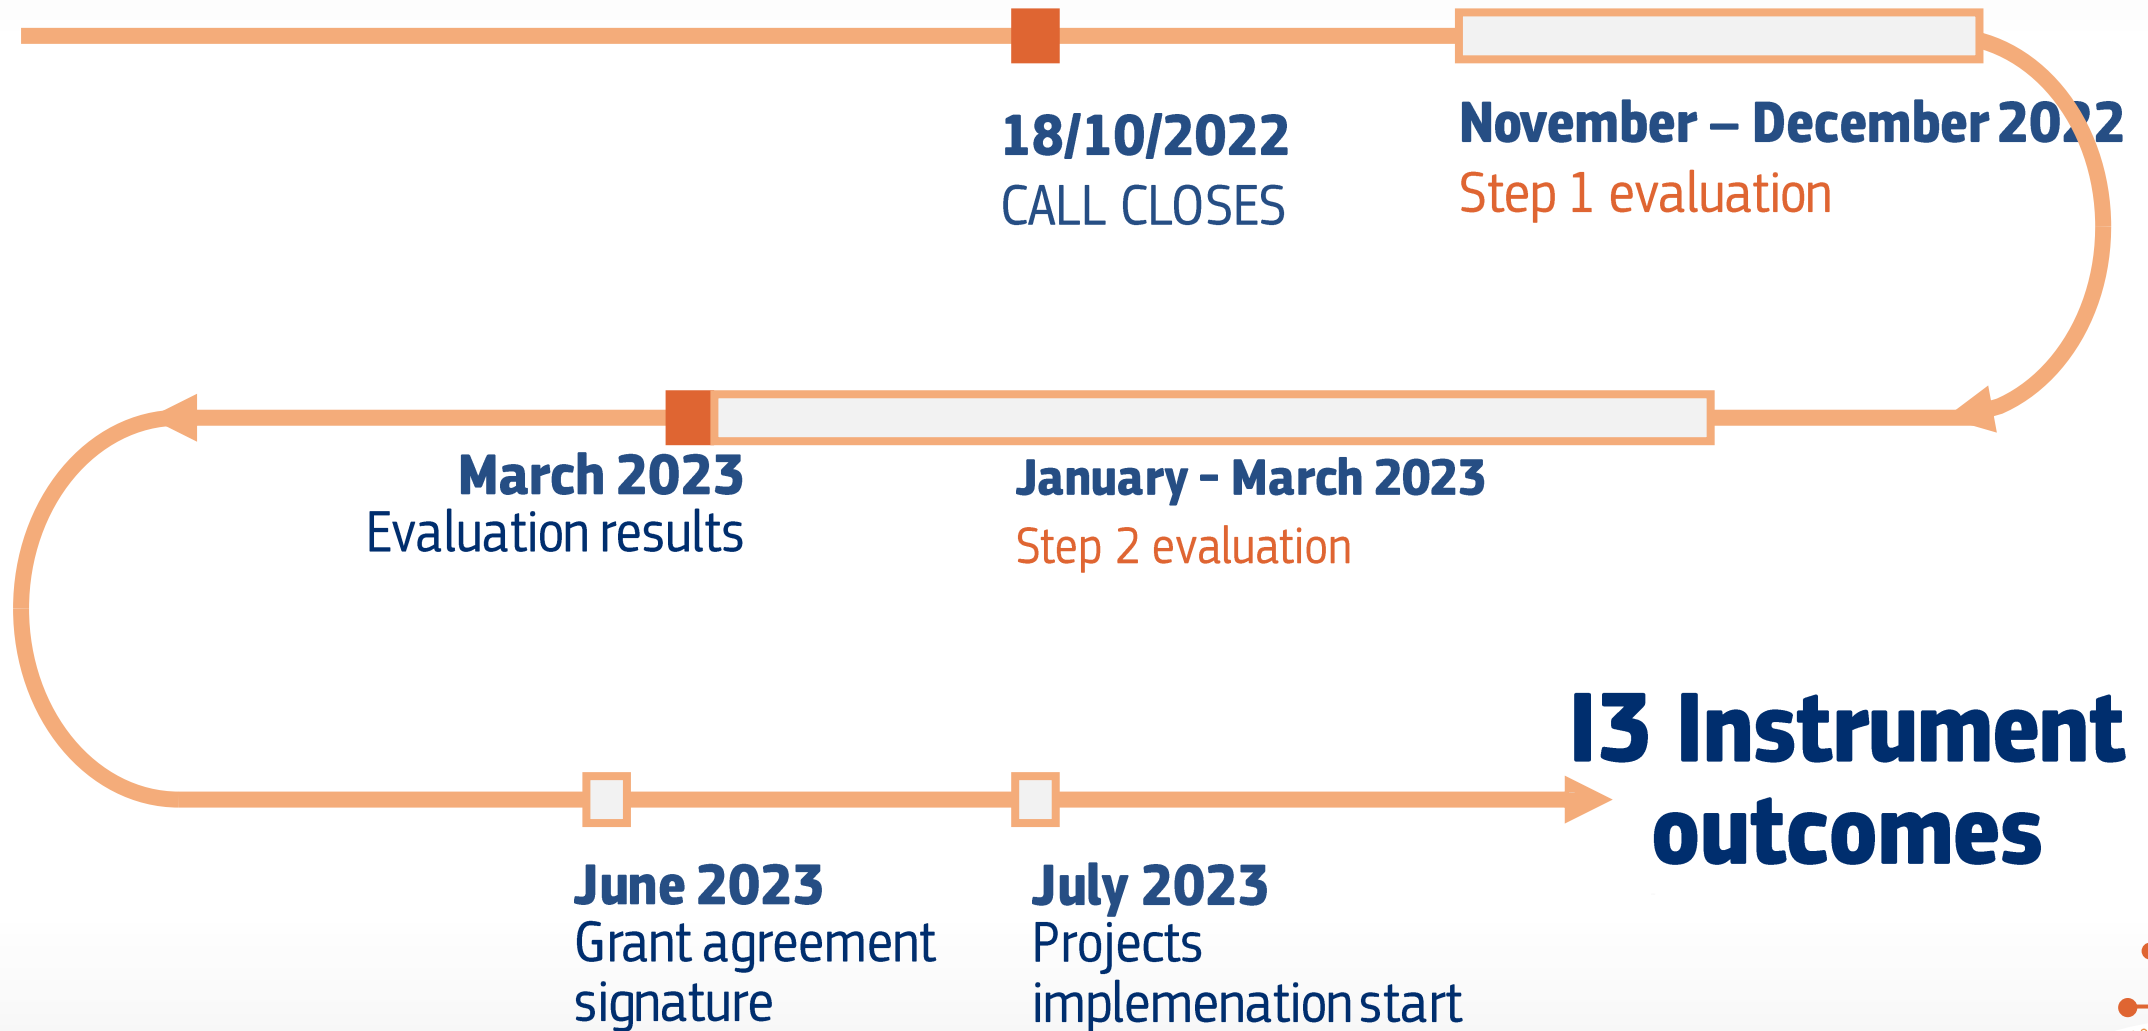 18/10/2022
CALL CLOSES
November – December 2022
Step 1 evaluation
March 2023
Evaluation results
January – March 2023
Step 2 evaluation
I3 Instrument
outcomes
June 2023
Grant agreement
signature
July 2023
Projects
implemenation start